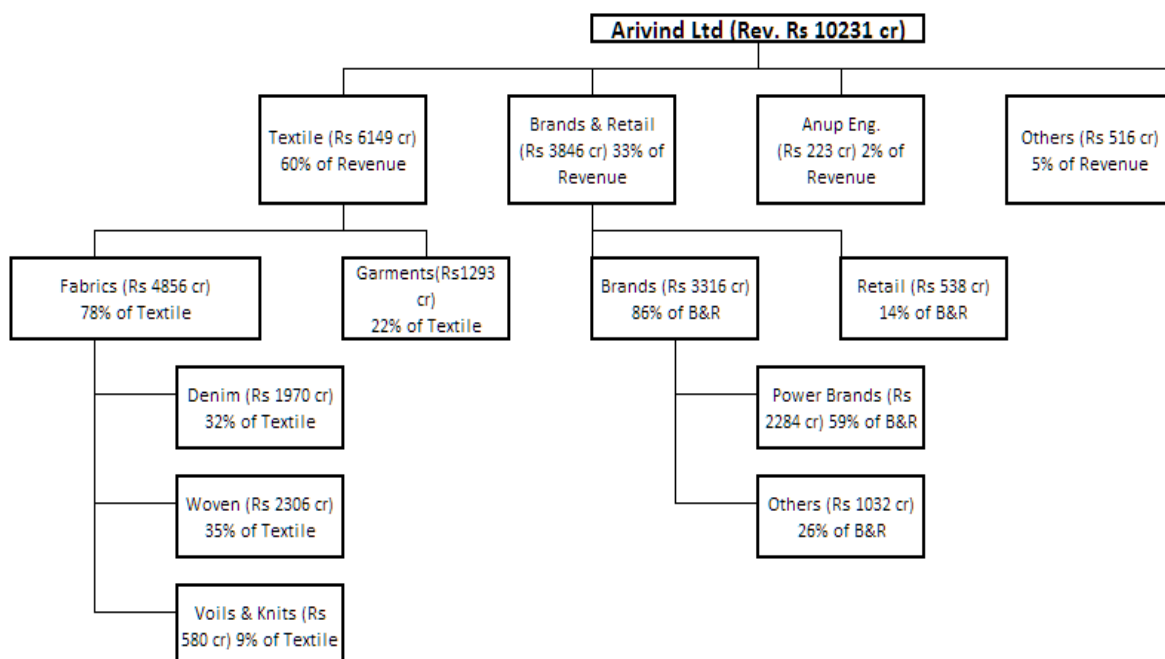 Arivind Ltd (Rev. Rs 10231 cr)
Textile (Rs 6149 cr)
60% of Revenue
Brands & Retail
(Rs 3846 cr) 33% of
Revenue
Anup Eng.
(Rs 223 cr) 2% of
Revenue
Others (Rs 516 cr)
5% of Revenue
Fabrics (Rs 4856 cr)
78% of Textile
Garments(Rs1293
cr)
22% of Textile
Brands (Rs 3316 cr)
86% of B&R
Retail (Rs 538 cr)
14% of B&R
Denim (Rs 1970 cr)
32% of Textile
Power Brands (Rs
2284 cr) 59% of B&R
Woven (Rs 2306 cr)
35% of Textile
Others (Rs 1032 cr)
26% of B&R
Voils & Knits (Rs
580 cr) 9% of Textile